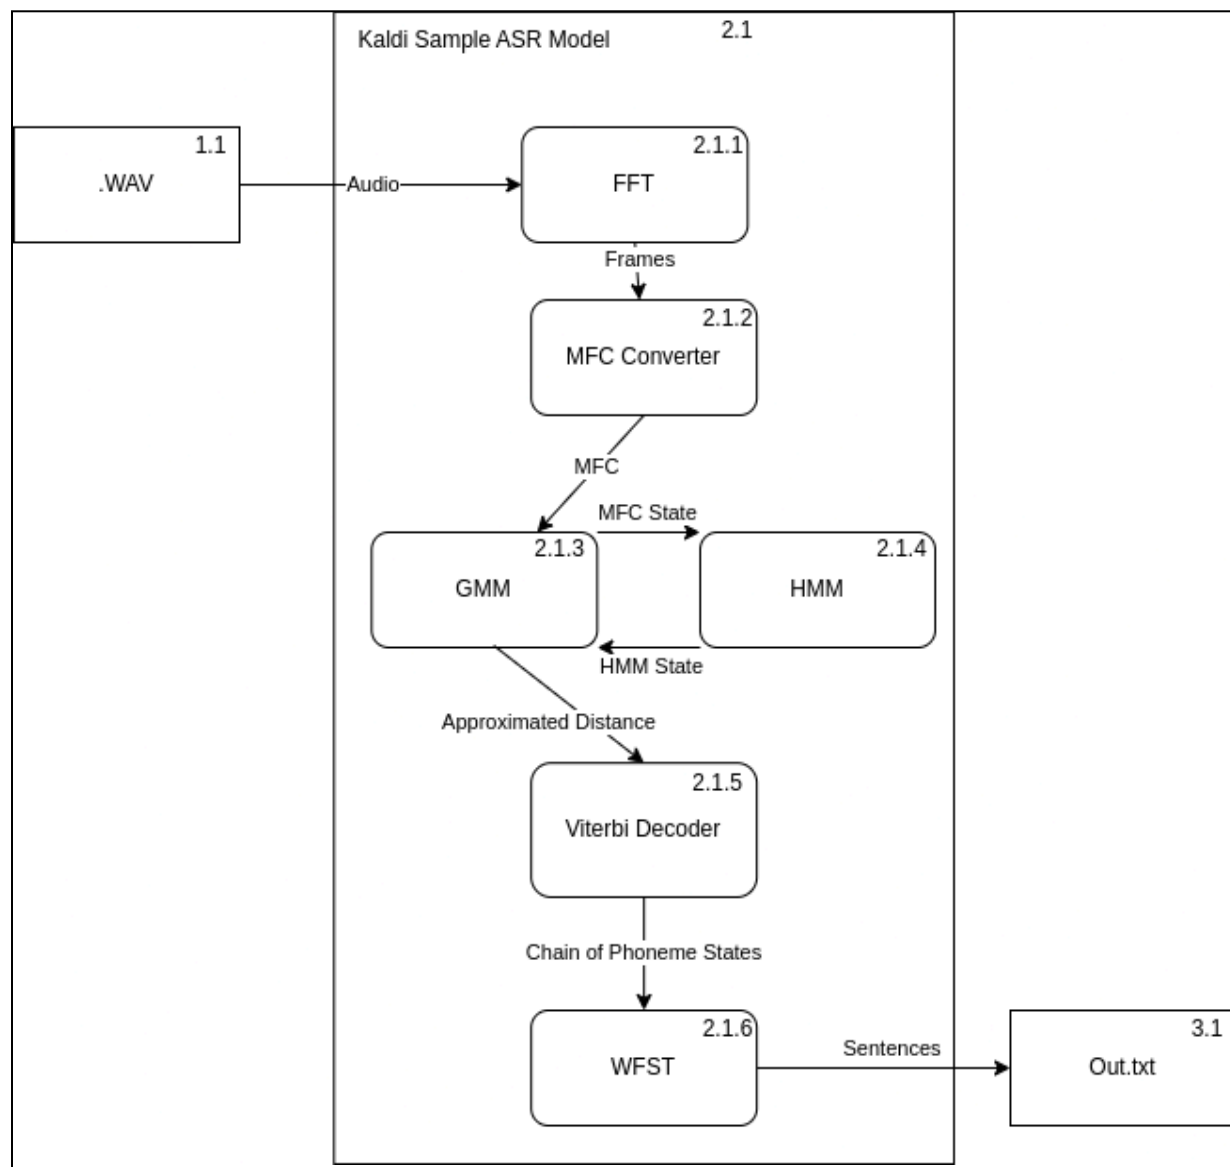 Kaldi Sample ASR Model
2.1
1.1
.WAV
Audio
2.1.1
FFT
Frames
2.1.2
MFC Converter
MFC
MFC State
2.1.3
GMM
2.1.4
HMM
HMM State
Approximated Distance
2.1.5
Viterbi Decoder
Chain of Phoneme States
2.1.6
WFST
Sentences
3.1
Out.txt